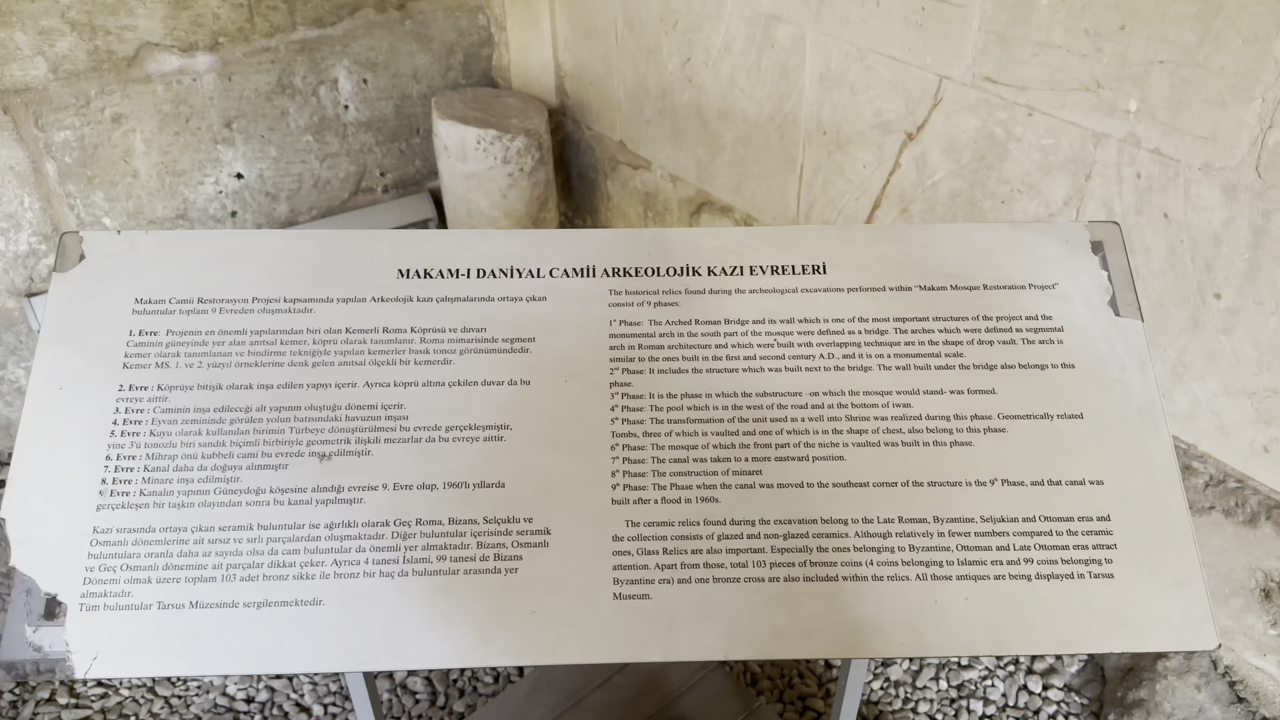 MAKAM-I DANİYAL CAMİİ ARKEOLOJİK KAZI EVRELERİ
Makam Camii Restorasyon Projesi kapsamında yapılan Arkeolojik kazı çalışmalarında ortaya çıkan
buluntular toplam 9 Evreden oluşmaktadır.
1. Evre: Projenin en önemli yapılarından biri olan Kemerli Roma Köprüsü ve duvarı
Caminin güneyinde yer alan anıtsal kemer, köprü olarak tanımlanır. Roma mimarisinde segment
kemer olarak tanımlanan ve bindirme tekniğiyle yapılan kemerler basık tonoz görünümündedir.
Kemer MS. 1. ve 2. yüzyıl örneklerine denk gelen anıtsal ölçekli bir kemerdir.
2. Evre : Köprüye bitişik olarak inşa edilen yapıyı içerir. Ayrıca köprü altına çekilen duvar da bu
evreye aittir.
3. Evre : Caminin inşa edileceği alt yapının oluştuğu dönemi içerir.
4. Evre : Eyvan zemininde görülen yolun batısındaki havuzun inşası
5. Evre : Kuyu olarak kullanılan birimin Türbeye dönüştürülmesi bu evrede gerçekleşmiştir,
yine 3'ü tonozlu biri sandık biçimli birbiriyle geometrik ilişkili mezarlar da bu evreye aittir.
6. Evre : Mihrap önü kubbeli cami bu evrede inşa edilmiştir.
7. Evre : Kanal daha da doğuya alınmıştır
8. Evre : Minare inşa edilmiştir.
9 Evre : Kanalın yapının Güneydoğu köşesine alındığı evreise 9. Evre olup, 1960'lı yıllarda
gerçekleşen bir taşkın olayından sonra bu kanal yapılmıştır.
Kazı sırasında ortaya çıkan seramik buluntular ise ağırlıklı olarak Geç Roma, Bizans, Selçuklu ve
Osmanlı dönemlerine ait sırsız ve sırlı parçalardan oluşmaktadır. Diğer buluntular içerisinde seramik
buluntulara oranla daha az sayıda olsa da cam buluntular da önemli yer almaktadır. Bizans, Osmanlı
ve Geç Osmanlı dönemine ait parçalar dikkat çeker. Ayrıca 4 tanesi İslami, 99 tanesi de Bizans
Dönemi olmak üzere toplam 103 adet bronz sikke ile bronz bir haç da buluntular arasında yer
almaktadır.
Tüm buluntular Tarsus Müzesinde sergilenmektedir.
The historical relics found during the archeological excavations performed within “Makam Mosque Restoration Project”
consist of 9 phases:
1st Phase: The Arched Roman Bridge and its wall which is one of the most important structures of the project and the
monumental arch in the south part of the mosque were defined as a bridge. The arches which were defined as segmental
arch in Roman architecture and which were built with overlapping technique are in the shape of drop vault. The arch is
similar to the ones built in the first and second century A.D., and it is on a monumental scale.
2nd Phase: It includes the structure which was built next to the bridge. The wall built under the bridge also belongs to this
phase.
3rd Phase: It is the phase in which the substructure –on which the mosque would stand- was formed.
4th Phase: The pool which is in the west of the road and at the bottom of iwan.
5th Phase: The transformation of the unit used as a well into Shrine was realized during this phase. Geometrically related
Tombs, three of which is vaulted and one of which is in the shape of chest, also belong to this phase.
6th Phase: The mosque of which the front part of the niche is vaulted was built in this phase.
7th Phase: The canal was taken to a more eastward position.
8th Phase: The construction of minaret
9th Phase: The Phase when the canal was moved to the southeast corner of the structure is the 9th Phase, and that canal was
built after a flood in 1960s.
The ceramic relics found during the excavation belong to the Late Roman, Byzantine, Seljukian and Ottoman eras and
the collection consists of glazed and non-glazed ceramics. Although relatively in fewer numbers compared to the ceramic
ones, Glass Relics are also important. Especially the ones belonging to Byzantine, Ottoman and Late Ottoman eras attract
attention. Apart from those, total 103 pieces of bronze coins (4 coins belonging to Islamic era and 99 coins belonging to
Byzantine era) and one bronze cross are also included within the relics. All those antiques are being displayed in Tarsus
Museum.